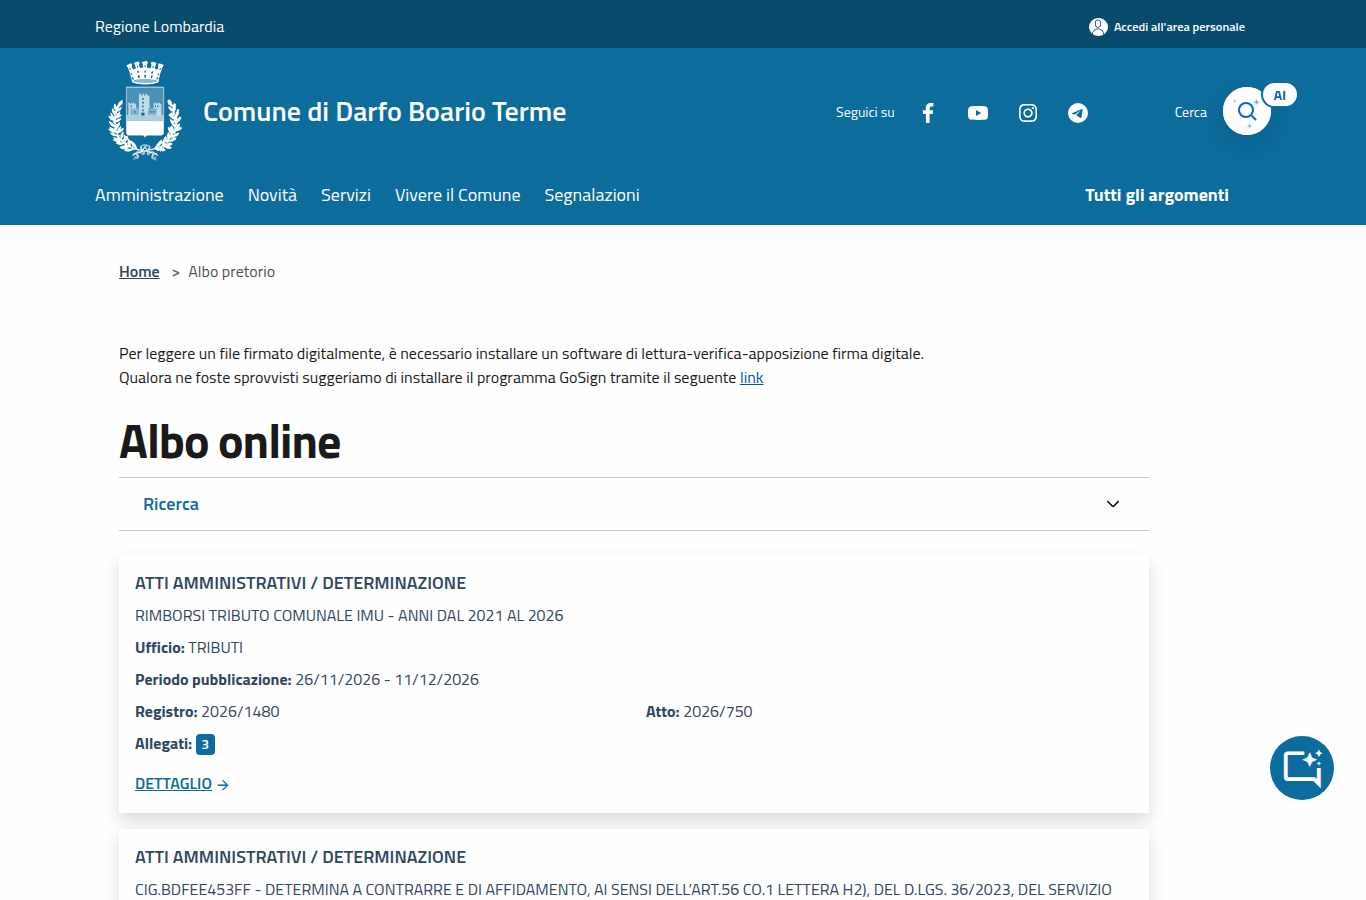 Regione Lombardia
Accedi all'area personale
Comune di Darfo Boario Terme
Seguici su
Cerca
AI
Amministrazione
Novità
Servizi
Vivere il Comune
Segnalazioni
Tutti gli argomenti
Home > Albo pretorio
Per leggere un file firmato digitalmente, è necessario installare un software di lettura-verifica-apposizione firma digitale.
Qualora ne foste sprovvisti suggeriamo di installare il programma GoSign tramite il seguente link
Albo online
Ricerca
ATTI AMMINISTRATIVI / DETERMINAZIONE
RIMBORSI TRIBUTO COMUNALE IMU - ANNI DAL 2021 AL 2026
Ufficio: TRIBUTI
Periodo pubblicazione: 26/11/2026 - 11/12/2026
Registro: 2026/1480
Atto: 2026/750
Allegati: 3
DETTAGLIO
ATTI AMMINISTRATIVI / DETERMINAZIONE
CIG.BDFEE453FF - DETERMINA A CONTRARRE E DI AFFIDAMENTO, AI SENSI DELL'ART.56 CO.1 LETTERA H2), DEL D.LGS. 36/2023, DEL SERVIZIO